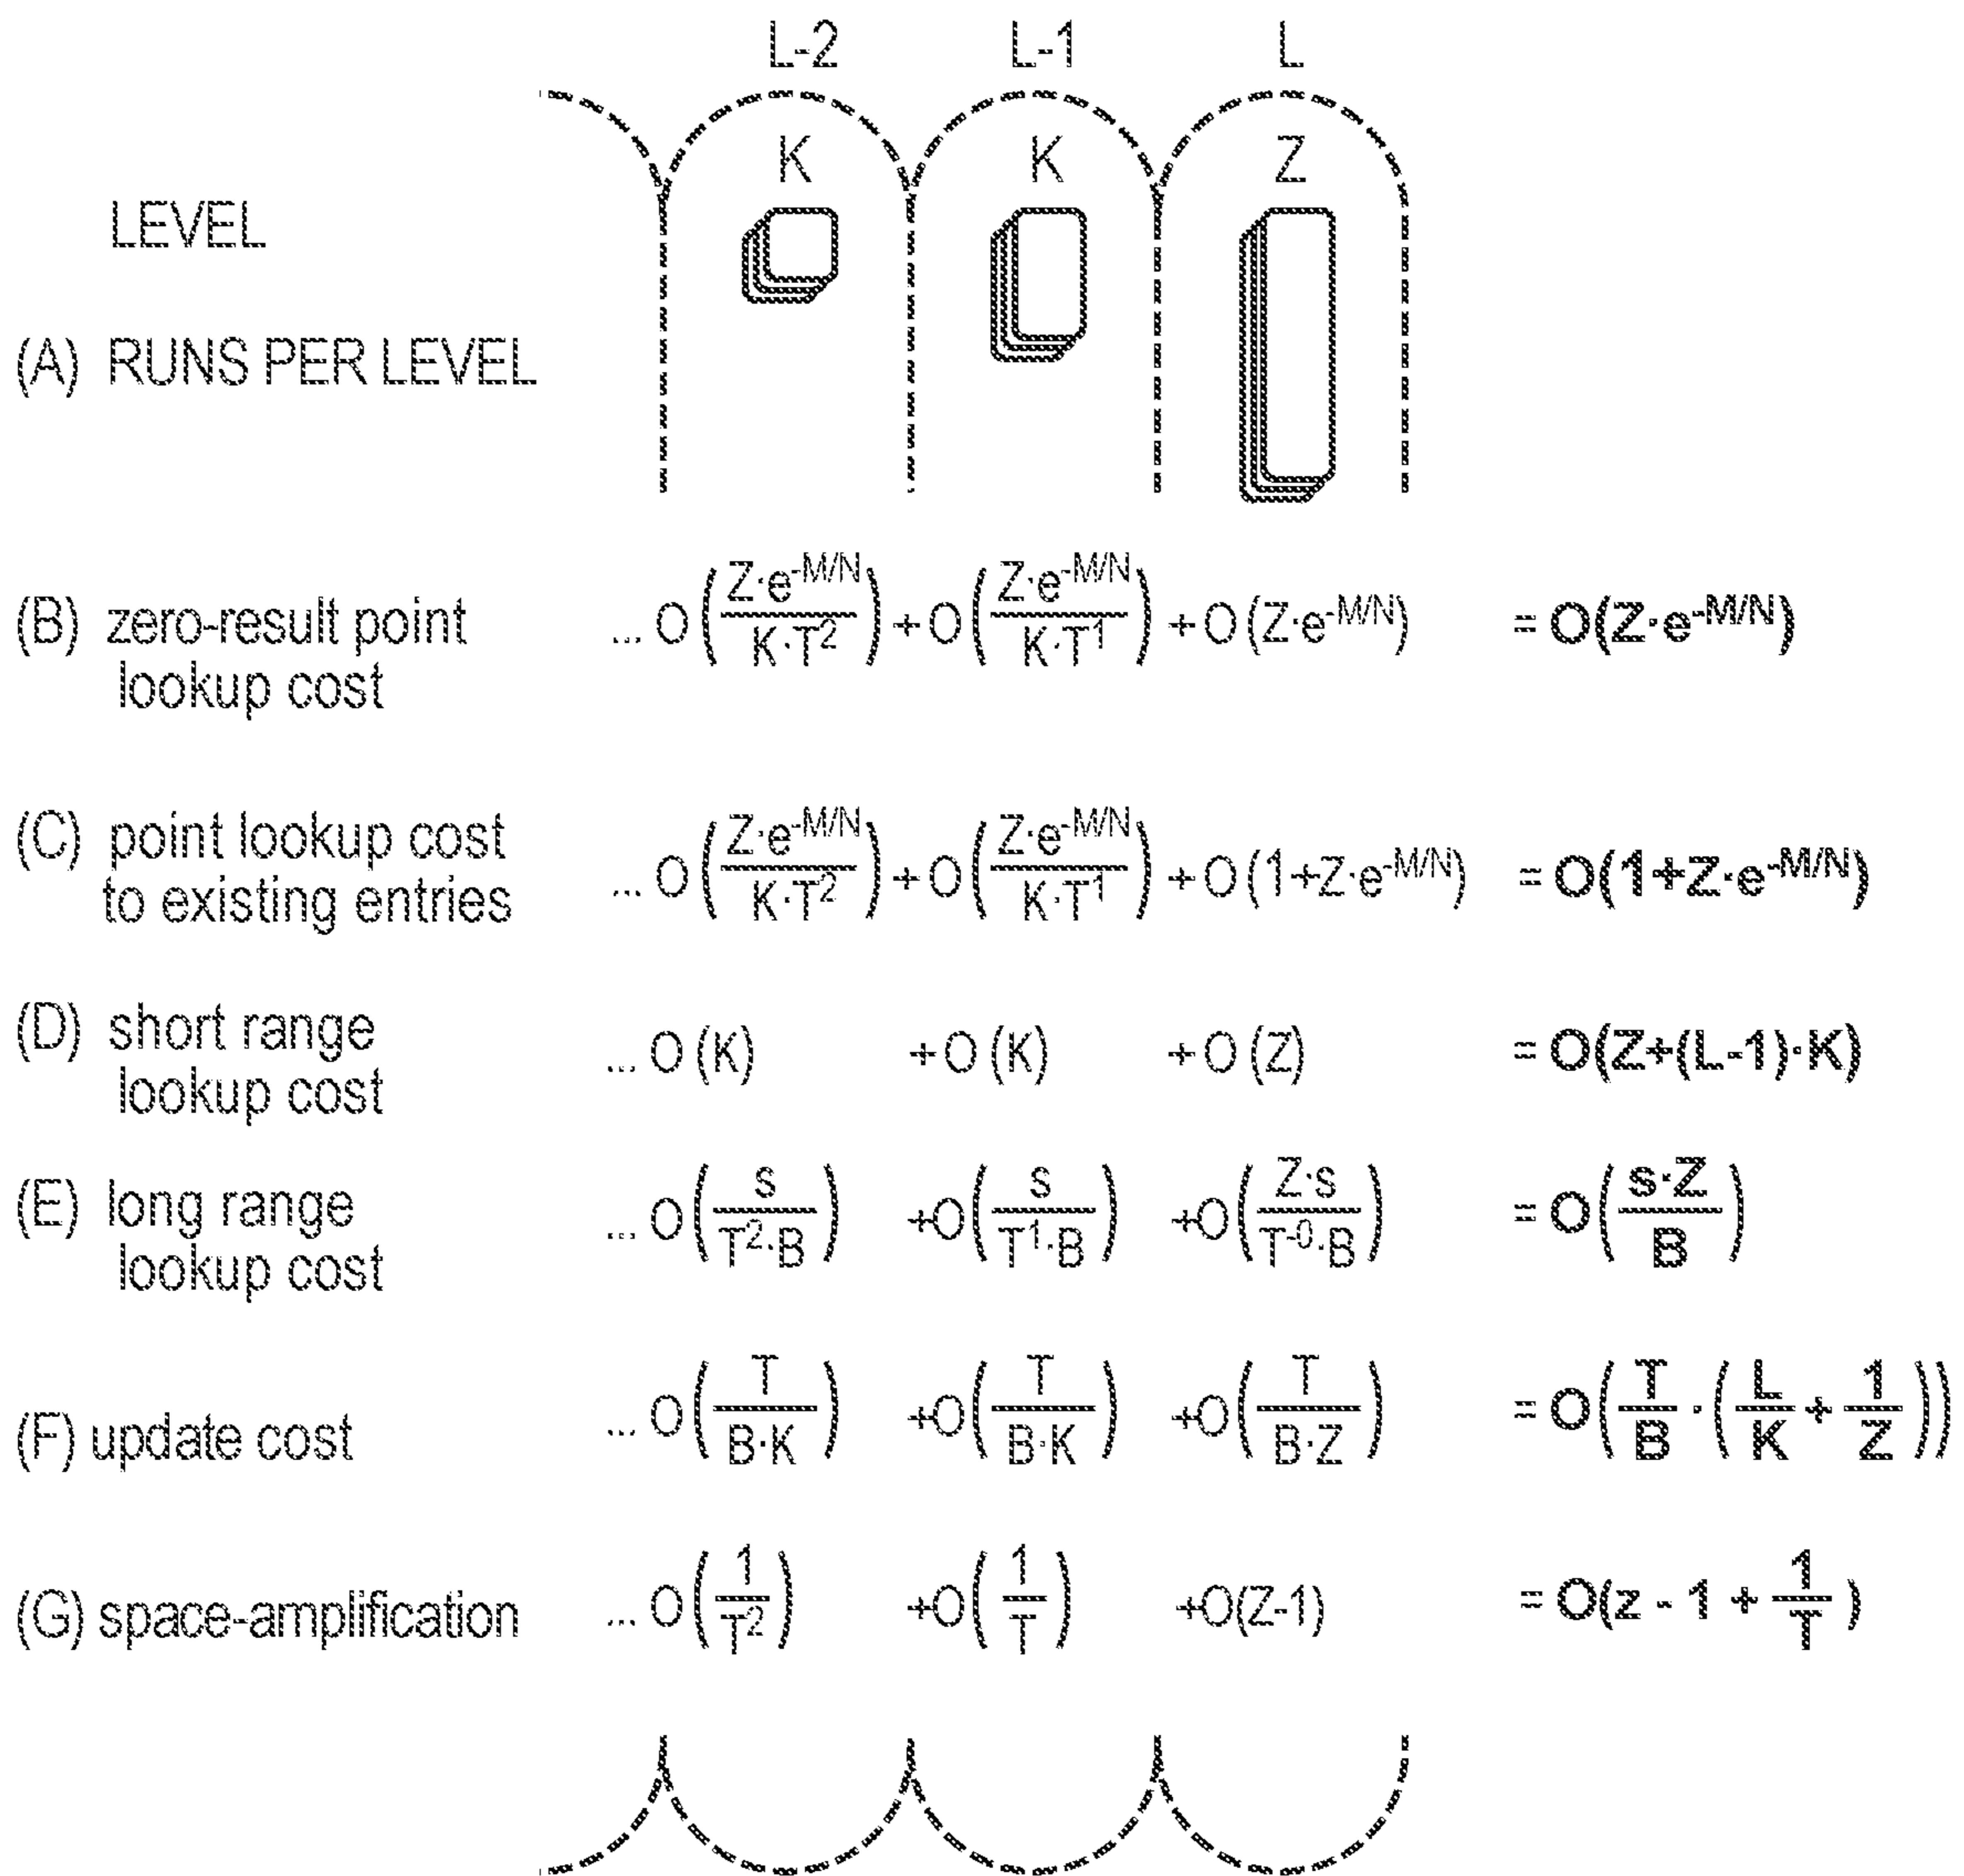 L-2 L-1 L
K K Z
LEVEL
(A) RUNS PER LEVEL
(B) zero-result point lookup cost ... O(Z·e^-M/N / K·T^2) + O(Z·e^-M/N / K·T^1) + O(Z·e^-M/N) = O(Z·e^-M/N)
(C) point lookup cost to existing entries ... O(Z·e^-M/N / K·T^2) + O(Z·e^-M/N / K·T^1) + O(1+Z·e^-M/N) = O(1+Z·e^-M/N)
(D) short range lookup cost ... O(K) + O(K) + O(Z) = O(Z+(L-1)·K)
(E) long range lookup cost ... O(s / T^2·B) +O(s / T^1·B) +O(Z·s / T^-0·B) = O(s·Z / B)
(F) update cost ... O(T / B·K) +O(T / B·K) +O(T / B·Z) = O(T/B · (L/K + 1/Z))
(G) space-amplification ... O(1 / T^2) +O(1 / T) +O(Z-1) = O(z - 1 + 1/T)